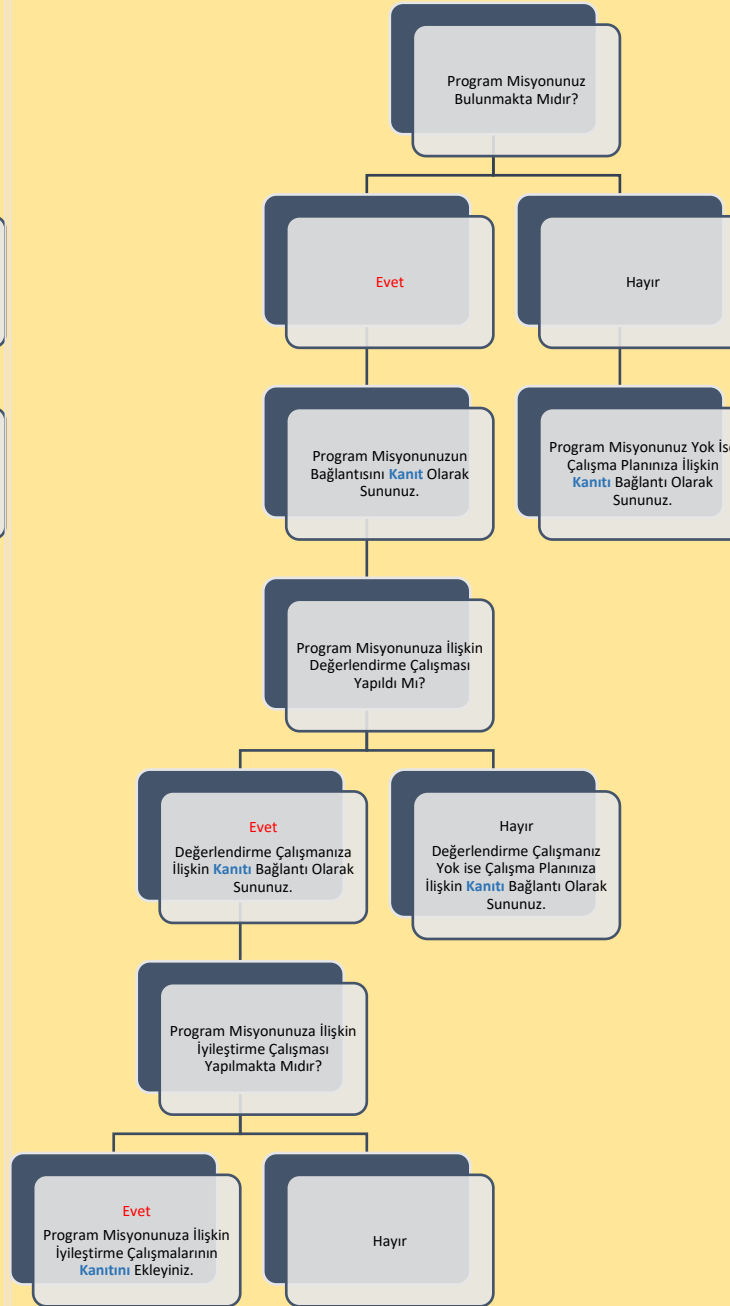 Program Misyonunuz
Bulunmakta Mıdır?
Evet
Hayır
Program Misyonunuzun
Bağlantısını Kanıt Olarak
Sununuz.
Program Misyonunuz Yok İse
Çalışma Planınıza İlişkin
Kanıtı Bağlantı Olarak
Sununuz.
Program Misyonunuza İlişkin
Değerlendirme Çalışması
Yapıldı Mı?
Evet
Değerlendirme Çalışmanıza
İlişkin Kanıtı Bağlantı Olarak
Sununuz.
Hayır
Değerlendirme Çalışmanız
Yok ise Çalışma Planınıza
İlişkin Kanıtı Bağlantı Olarak
Sununuz.
Program Misyonunuza İlişkin
İyileştirme Çalışması
Yapılmakta Mıdır?
Evet
Program Misyonunuza İlişkin
İyileştirme Çalışmalarının
Kanıtını Ekleyiniz.
Hayır